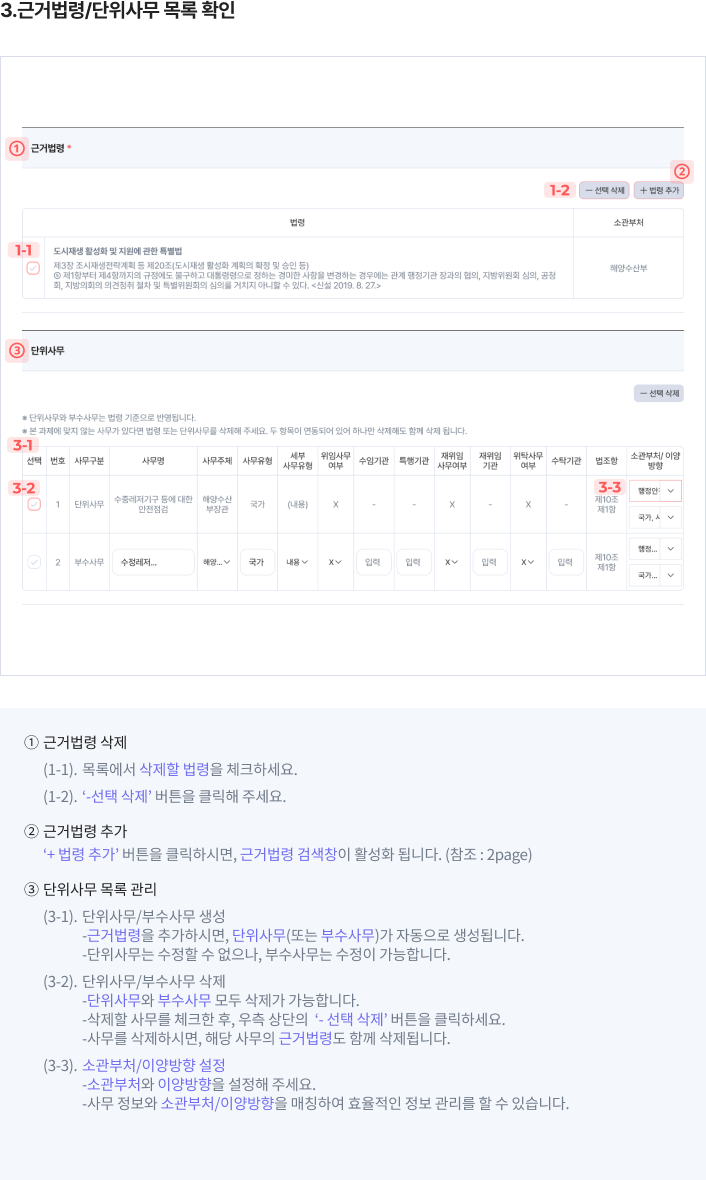 3.근거법령/단위사무 목록 확인
① 근거법령 *
②
1-2 − 선택 삭제 + 법령 추가
법령 소관부처
1-1
도시재생 활성화 및 지원에 관한 특별법
제3장 조시재생전략계획 등 제20조(도시재생 활성화 계획의 확정 및 승인 등)
⑤ 제1항부터 제4항까지의 규정에도 불구하고 대통령령으로 정하는 경미한 사항을 변경하는 경우에는 관계 행정기관 장과의 협의, 지방위원회 심의, 공청
회, 지방의회의 의견청취 절차 및 특별위원회의 심의를 거치지 아니할 수 있다. <신설 2019. 8. 27.>
해양수산부
③ 단위사무
− 선택 삭제
※ 단위사무와 부수사무는 법령 기준으로 반영됩니다.
※ 본 과제에 맞지 않는 사무가 있다면 법령 또는 단위사무를 삭제해 주세요. 두 항목이 연동되어 있어 하나만 삭제해도 함께 삭제 됩니다.
3-1
선택 번호 사무구분 사무명 사무주체 사무유형 세부 사무유형 위임사무 여부 수임기관 특행기관 재위임 사무여부 재위임 기관 위탁사무 여부 수탁기관 법조항 소관부처/ 이양 방향
3-2
1 단위사무 수중레저기구 등에 대한 안전점검 해양수산 부장관 국가 (내용) X - - X - X - 제10조 제1항
3-3
국가, ㅅ
2 부수사무 수정레저... 해양... 국가 내용 X 입력 입력 X 입력 X 입력 제10조 제1항 행정...
국가...
① 근거법령 삭제
(1-1). 목록에서 삭제할 법령을 체크하세요.
(1-2). ‘-선택 삭제’ 버튼을 클릭해 주세요.
② 근거법령 추가
‘+ 법령 추가’ 버튼을 클릭하시면, 근거법령 검색창이 활성화 됩니다. (참조 : 2page)
③ 단위사무 목록 관리
(3-1). 단위사무/부수사무 생성
-근거법령을 추가하시면, 단위사무(또는 부수사무)가 자동으로 생성됩니다.
-단위사무는 수정할 수 없으나, 부수사무는 수정이 가능합니다.
(3-2). 단위사무/부수사무 삭제
-단위사무와 부수사무 모두 삭제가 가능합니다.
-삭제할 사무를 체크한 후, 우측 상단의 ‘- 선택 삭제’ 버튼을 클릭하세요.
-사무를 삭제하시면, 해당 사무의 근거법령도 함께 삭제됩니다.
(3-3). 소관부처/이양방향 설정
-소관부처와 이양방향을 설정해 주세요.
-사무 정보와 소관부처/이양방향을 매칭하여 효율적인 정보 관리를 할 수 있습니다.